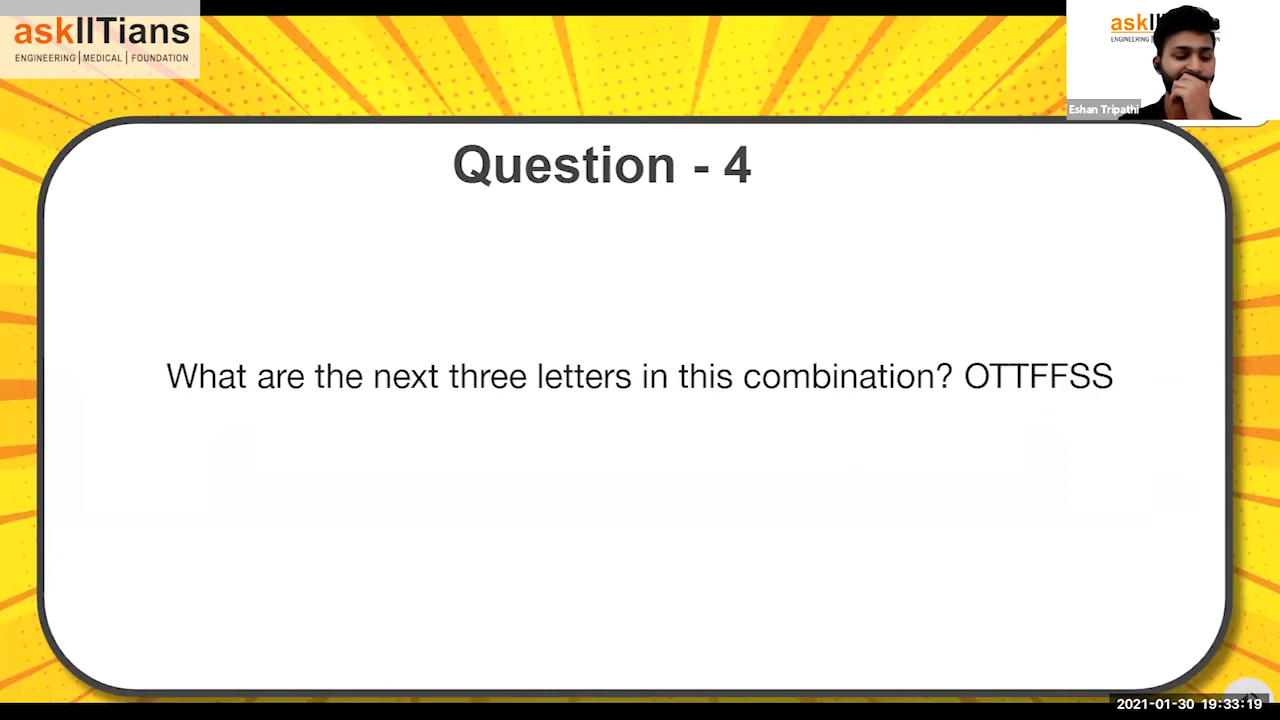 askIITians
ENGINEERING | MEDICAL | FOUNDATION
Eshan Tripathi
Question - 4
What are the next three letters in this combination? OTTFFSS
2021-01-30 19:33:19